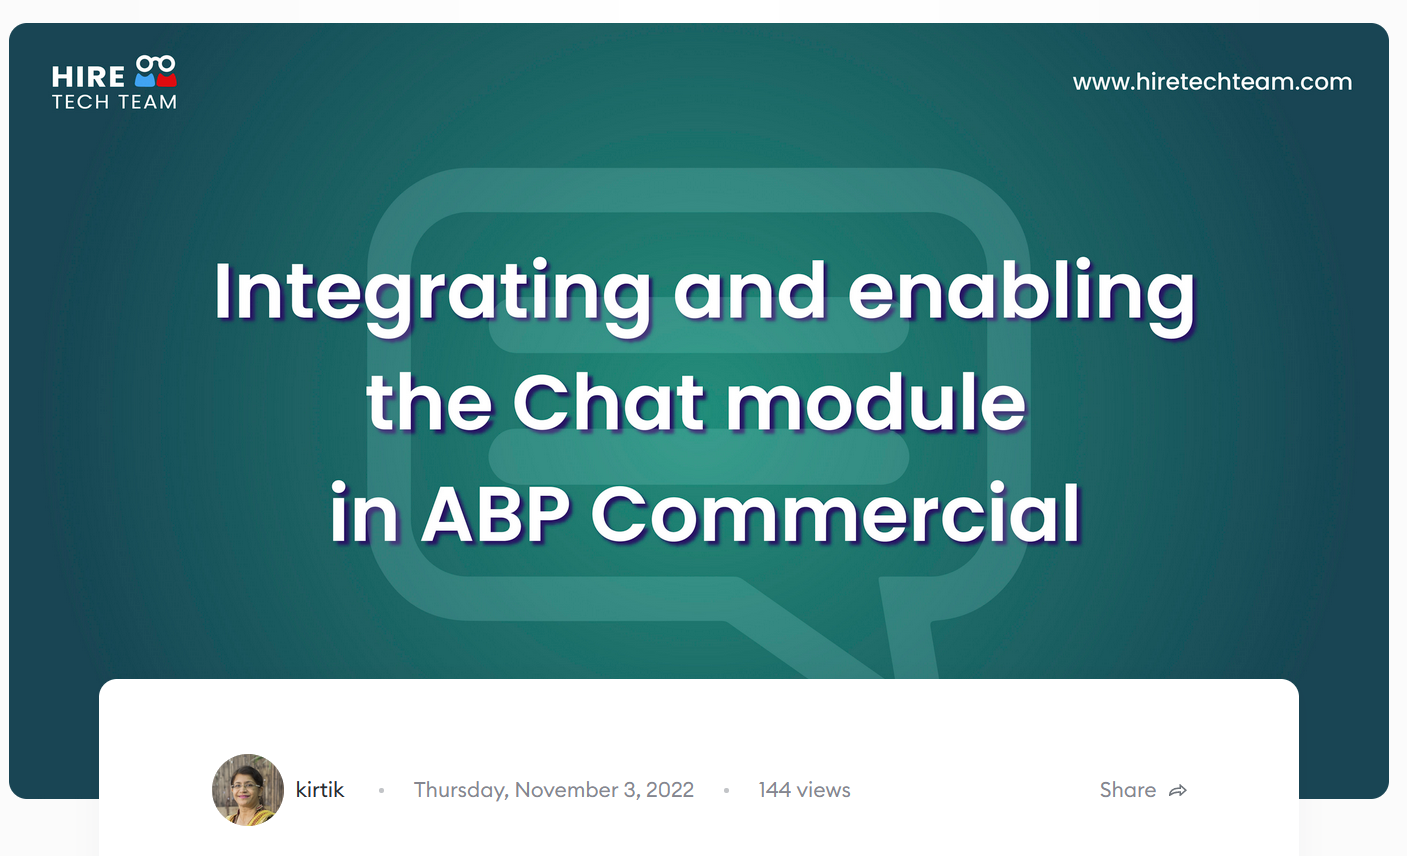 HIRE
TECH TEAM
www.hiretechteam.com
Integrating and enabling
the Chat module
in ABP Commercial
kirtik • Thursday, November 3, 2022 • 144 views Share